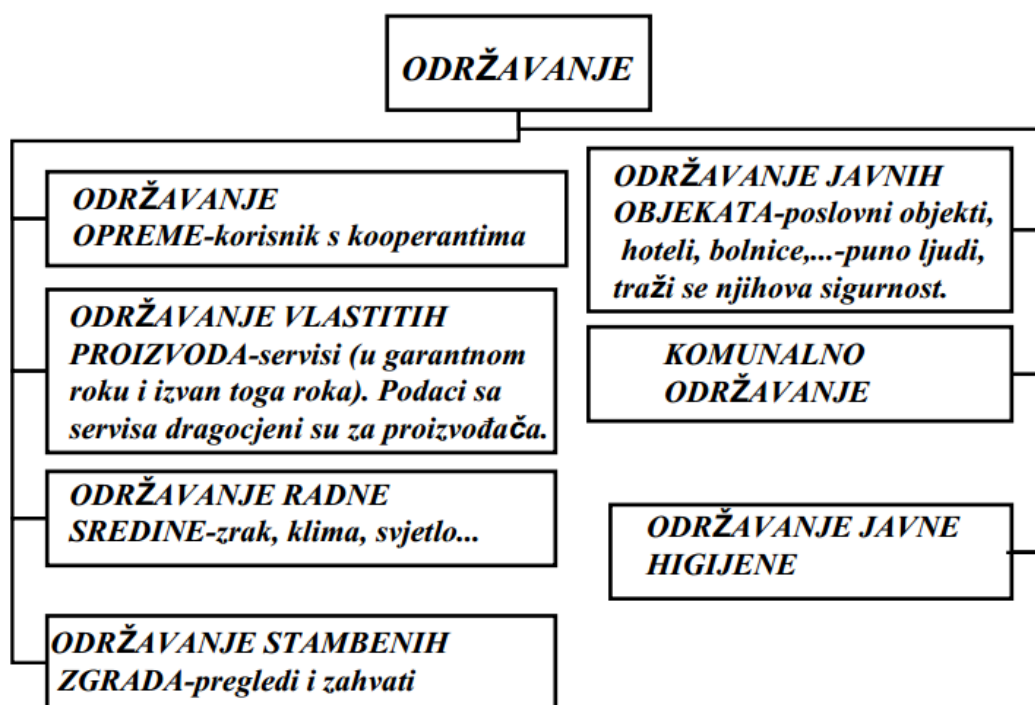 ODRŽAVANJE
ODRŽAVANJE
OPREME-korisnik s kooperantima
ODRŽAVANJE VLASTITIH
PROIZVODA-servisi (u garantnom
roku i izvan toga roka). Podaci sa
servisa dragocjeni su za proizvođača.
ODRŽAVANJE RADNE
SREDINE-zrak, klima, svjetlo...
ODRŽAVANJE STAMBENIH
ZGRADA-pregledi i zahvati
ODRŽAVANJE JAVNIH
OBJEKATA-poslovni objekti,
hoteli, bolnice,...-puno ljudi,
traži se njihova sigurnost.
KOMUNALNO
ODRŽAVANJE
ODRŽAVANJE JAVNE
HIGIJENE